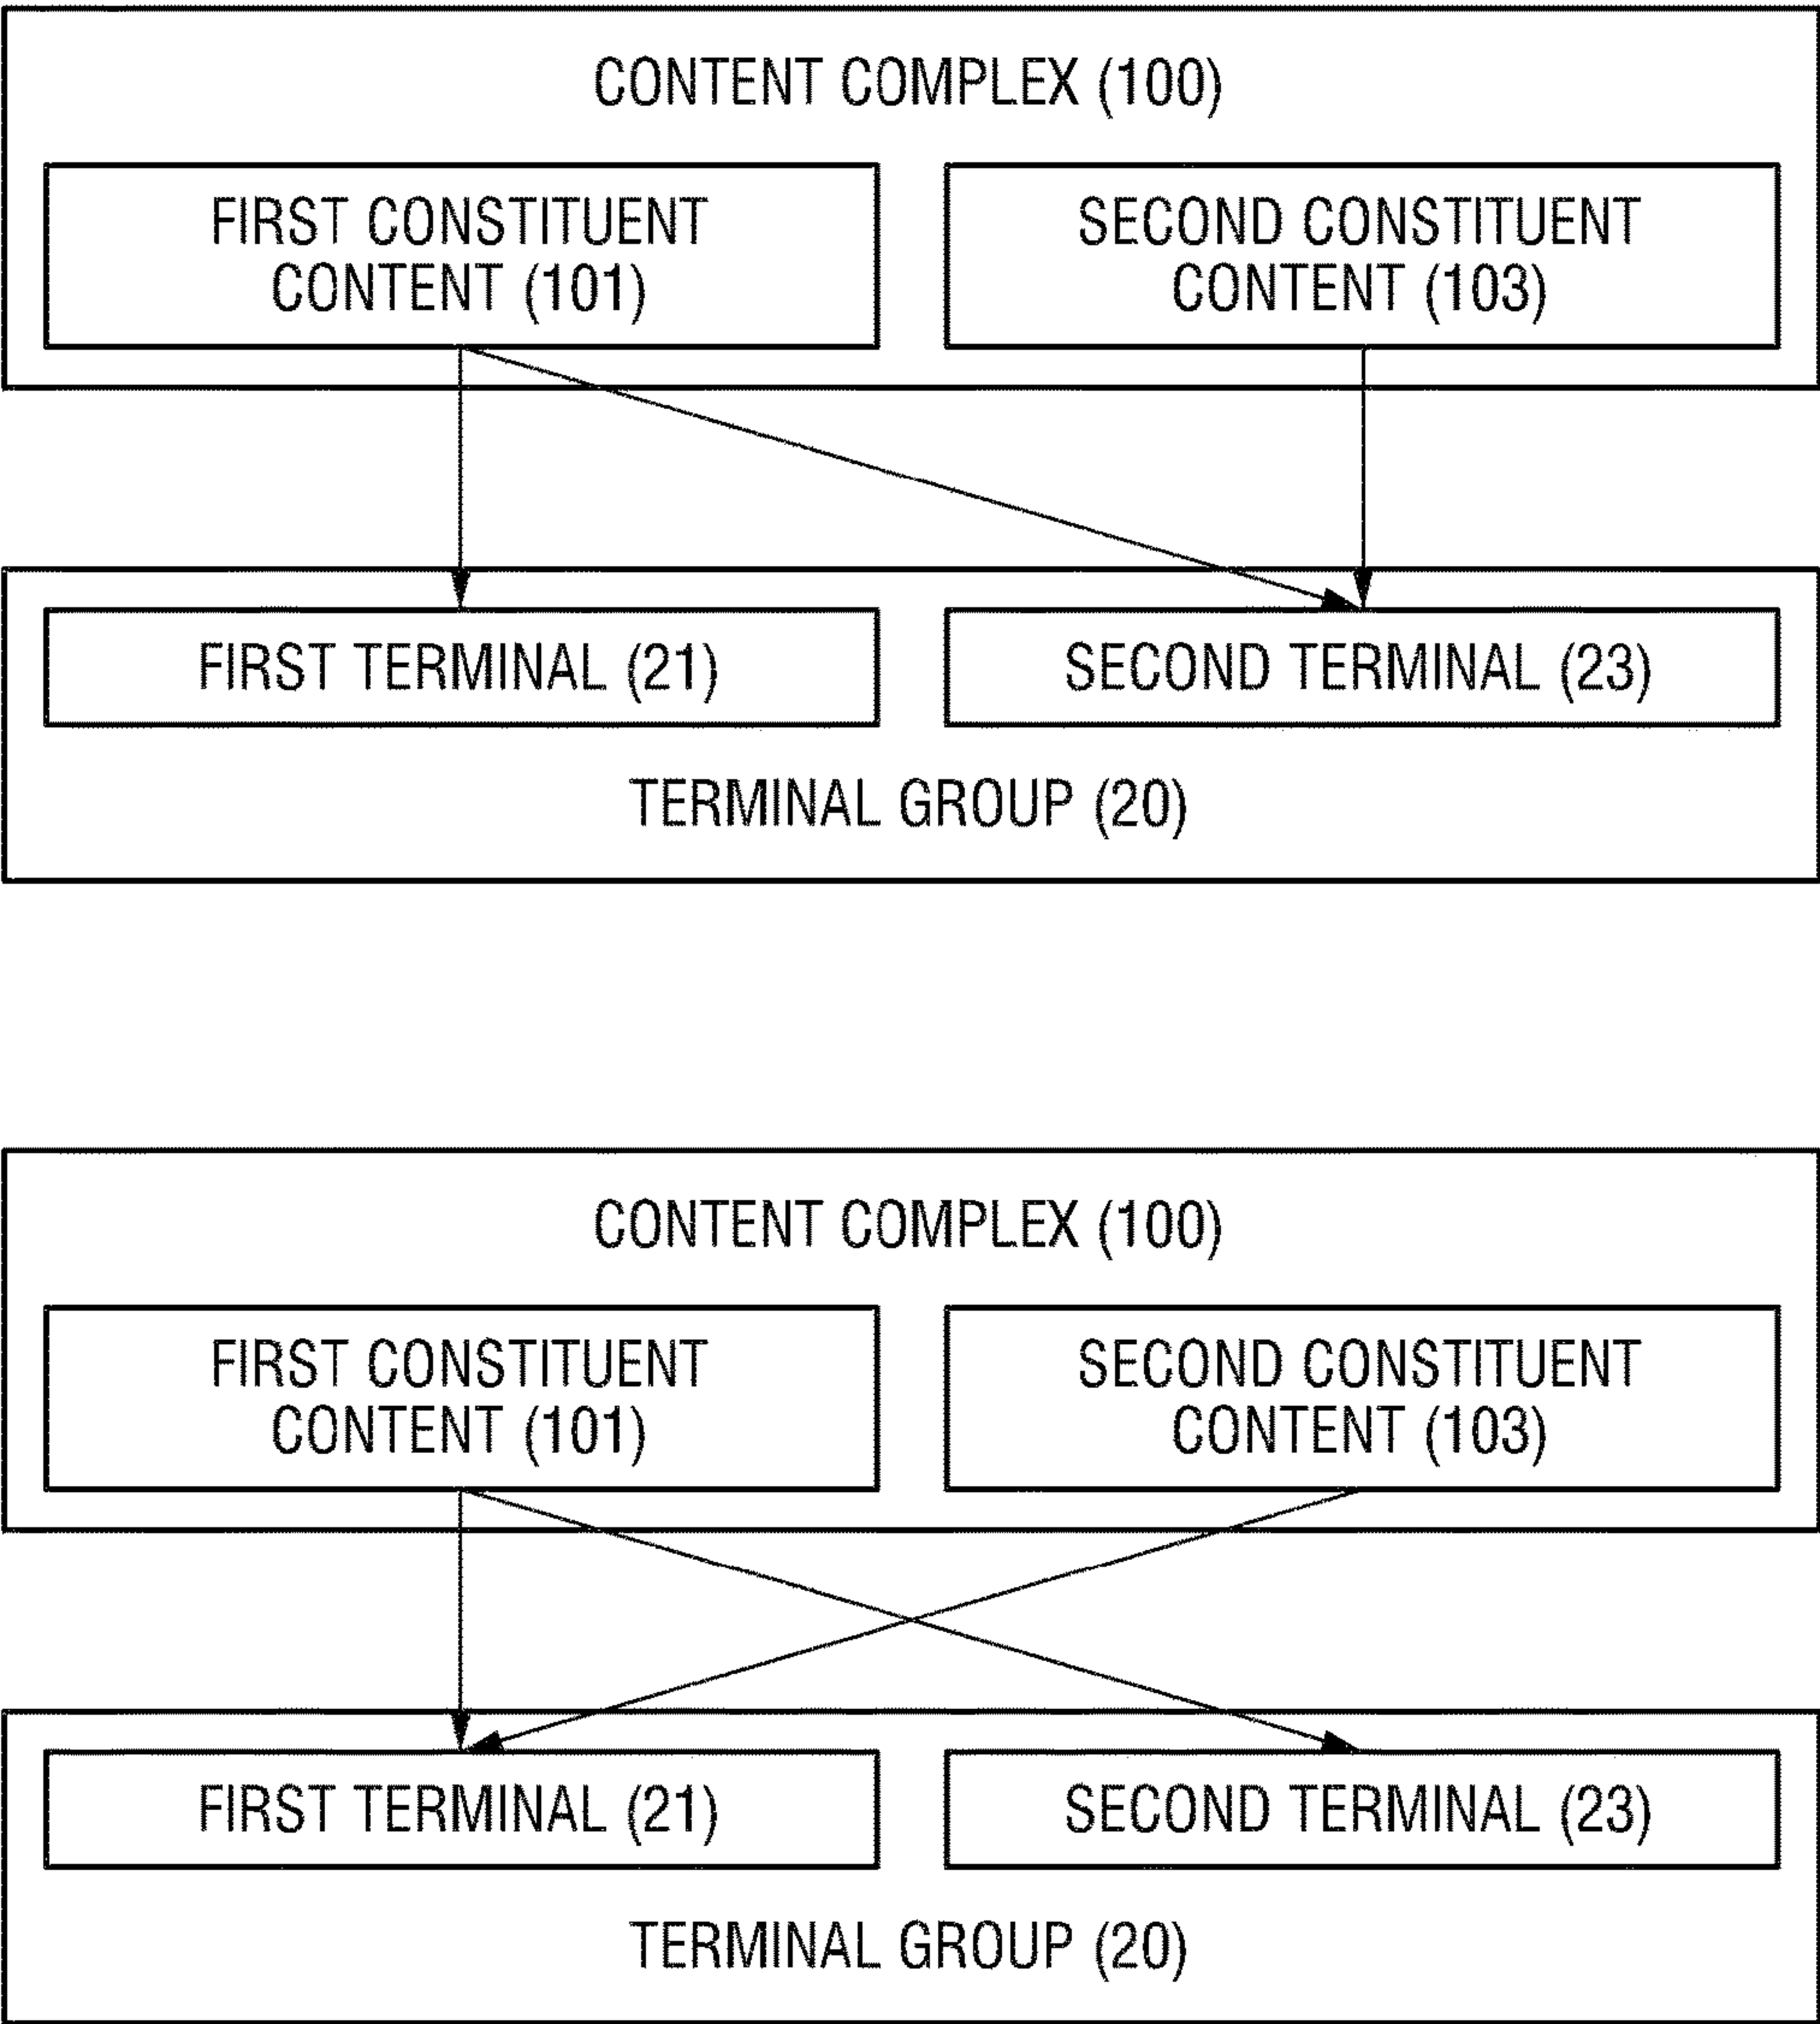 CONTENT COMPLEX (100)
FIRST CONSTITUENT
CONTENT (101)
SECOND CONSTITUENT
CONTENT (103)
FIRST TERMINAL (21)
SECOND TERMINAL (23)
TERMINAL GROUP (20)
CONTENT COMPLEX (100)
FIRST CONSTITUENT
CONTENT (101)
SECOND CONSTITUENT
CONTENT (103)
FIRST TERMINAL (21)
SECOND TERMINAL (23)
TERMINAL GROUP (20)